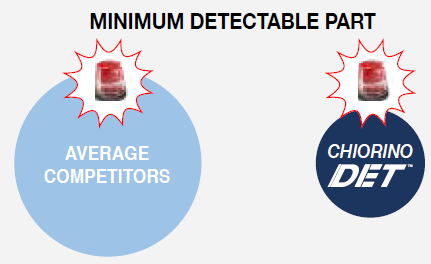 MINIMUM DETECTABLE PART
AVERAGE
COMPETITORS
CHIORINO
DET™